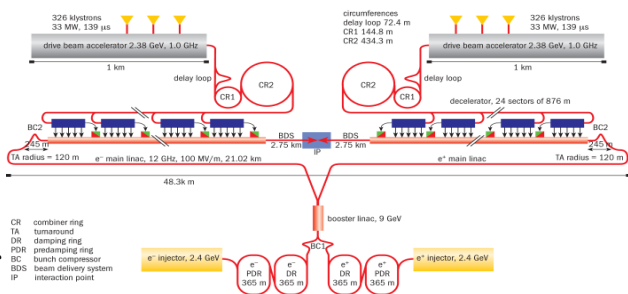 326 klystrons
33 MW, 139 μs
drive beam accelerator 2.38 GeV, 1.0 GHz
1 km
delay loop
CR1
CR2
circumferences
delay loop 72.4 m
CR1 144.8 m
CR2 434.3 m
326 klystrons
33 MW, 139 μs
drive beam accelerator 2.38 GeV, 1.0 GHz
1 km
delay loop
CR2
CR1
decelerator, 24 sectors of 876 m
BC2
245 m
TA radius = 120 m
e⁻ main linac, 12 GHz, 100 MV/m, 21.02 km
BDS
2.75 km
IP
BDS
2.75 km
e⁺ main linac
BC2
245 m
TA radius = 120 m
48.3k m
booster linac, 9 GeV
BC1
CR combiner ring
TA turnaround
DR damping ring
PDR predamping ring
BC bunch compressor
BDS beam delivery system
IP interaction point
e⁻ injector, 2.4 GeV
e⁻
PDR
365 m
e⁻
DR
365 m
e⁺
DR
365 m
e⁺
PDR
365 m
e⁺ injector, 2.4 GeV